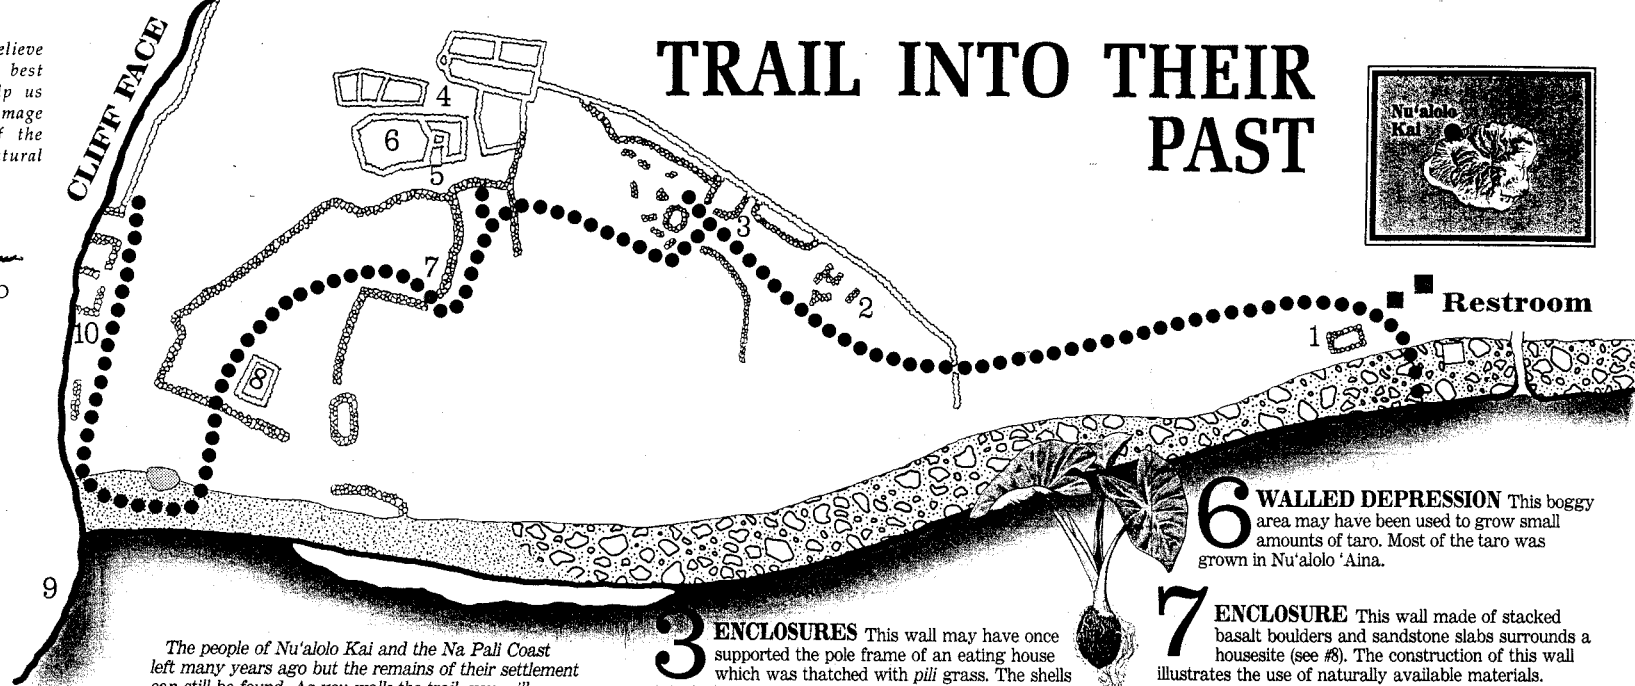 elieve
best
lp us
mage
f the
tural
CLIFF FACE
TRAIL INTO THEIR
PAST
Nu‘alolo
Kai
4
6
5
3
7
2
Restroom
1
10
8
9
The people of Nu‘alolo Kai and the Na Pali Coast
left many years ago but the remains of their settlement
3 ENCLOSURES This wall may have once
supported the pole frame of an eating house
which was thatched with pili grass. The shells
6 WALLED DEPRESSION This boggy
area may have been used to grow small
amounts of taro. Most of the taro was
grown in Nu‘alolo ‘Aina.
7 ENCLOSURE This wall made of stacked
basalt boulders and sandstone slabs surrounds a
housesite (see #8). The construction of this wall
illustrates the use of naturally available materials.